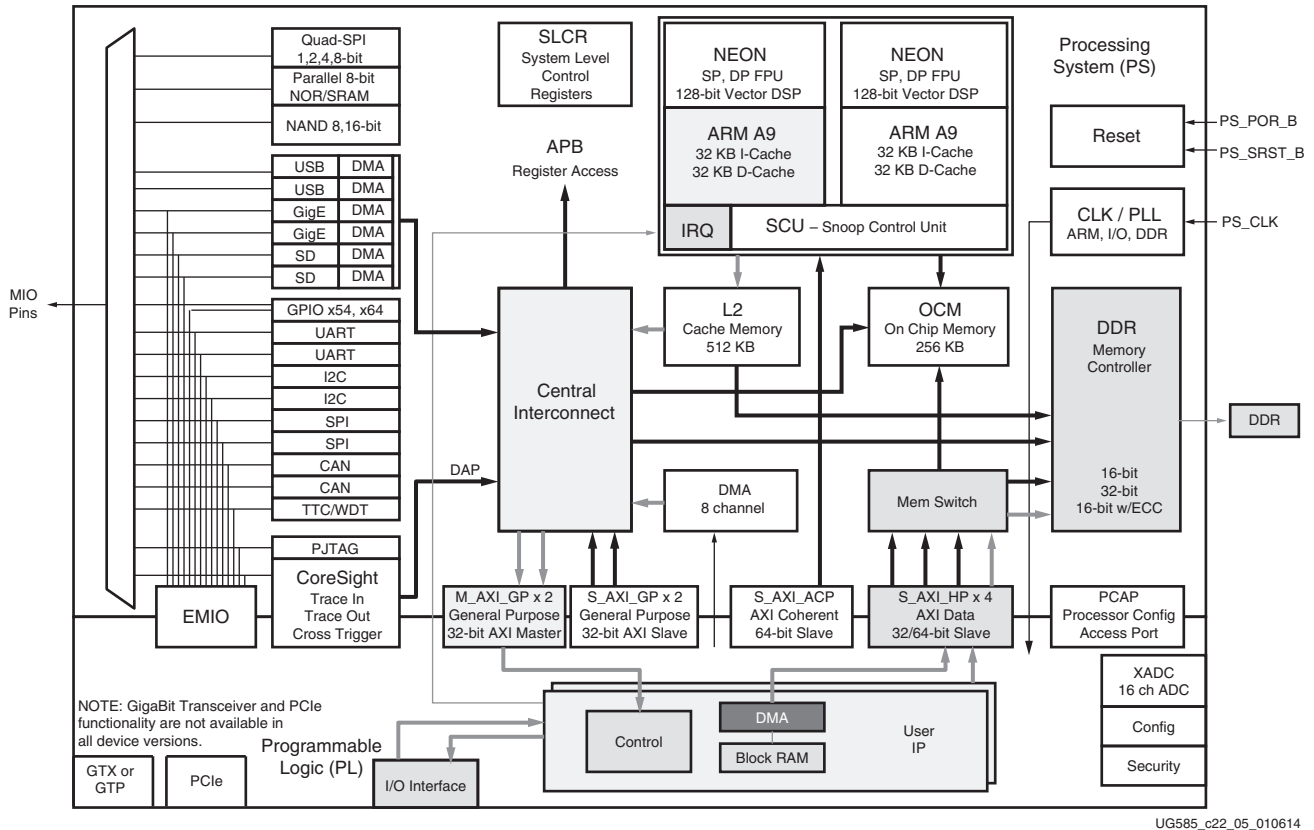 Quad-SPI
1,2,4,8-bit
Parallel 8-bit
NOR/SRAM
NAND 8,16-bit
USB DMA
USB DMA
GigE DMA
GigE DMA
SD DMA
SD DMA
MIO
Pins
GPIO x54, x64
UART
UART
I2C
I2C
SPI
SPI
CAN
CAN
TTC/WDT
PJTAG
CoreSight
Trace In
Trace Out
Cross Trigger
EMIO
SLCR
System Level
Control
Registers
APB
Register Access
Central
Interconnect
DAP
NEON
SP, DP FPU
128-bit Vector DSP
ARM A9
32 KB I-Cache
32 KB D-Cache
NEON
SP, DP FPU
128-bit Vector DSP
ARM A9
32 KB I-Cache
32 KB D-Cache
IRQ
SCU – Snoop Control Unit
L2
Cache Memory
512 KB
OCM
On Chip Memory
256 KB
DMA
8 channel
Mem Switch
Processing
System (PS)
Reset
PS_POR_B
PS_SRST_B
CLK / PLL
ARM, I/O, DDR
PS_CLK
DDR
Memory
Controller
16-bit
32-bit
16-bit w/ECC
DDR
M_AXI_GP x 2
General Purpose
32-bit AXI Master
S_AXI_GP x 2
General Purpose
32-bit AXI Slave
S_AXI_ACP
AXI Coherent
64-bit Slave
S_AXI_HP x 4
AXI Data
32/64-bit Slave
PCAP
Processor Config
Access Port
XADC
16 ch ADC
Config
Security
NOTE: GigaBit Transceiver and PCIe
functionality are not available in
all device versions.
Programmable
Logic (PL)
GTX or
GTP
PCIe
I/O Interface
Control
DMA
Block RAM
User
IP
UG585_c22_05_010614